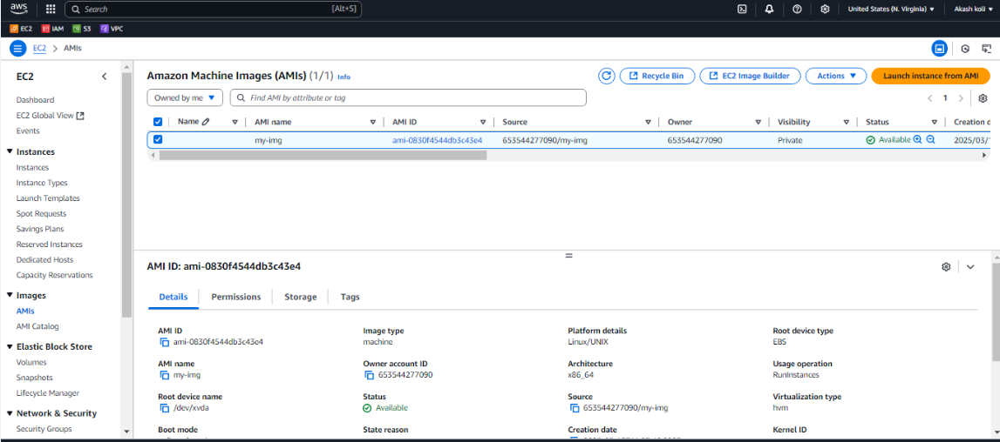 aws Search [Alt+S] United States (N. Virginia) Akash koli
EC2 IAM S3 VPC
EC2 > AMIs
EC2
Dashboard
EC2 Global View
Events
Instances
Instances
Instance Types
Launch Templates
Spot Requests
Savings Plans
Reserved Instances
Dedicated Hosts
Capacity Reservations
Images
AMIs
AMI Catalog
Elastic Block Store
Volumes
Snapshots
Lifecycle Manager
Network & Security
Security Groups
Amazon Machine Images (AMIs) (1/1) Info Recycle Bin EC2 Image Builder Actions Launch instance from AMI
Owned by me Find AMI by attribute or tag 1
Name AMI name AMI ID Source Owner Visibility Status Creation d
my-img ami-0830f4544db3c43e4 653544277090/my-img 653544277090 Private Available 2025/03/
AMI ID: ami-0830f4544db3c43e4
Details Permissions Storage Tags
AMI ID Image type Platform details Root device type
ami-0830f4544db3c43e4 machine Linux/UNIX EBS
AMI name Owner account ID Architecture Usage operation
my-img 653544277090 x86_64 RunInstances
Root device name Status Source Virtualization type
/dev/xvda Available 653544277090/my-img hvm
Boot mode State reason Creation date Kernel ID